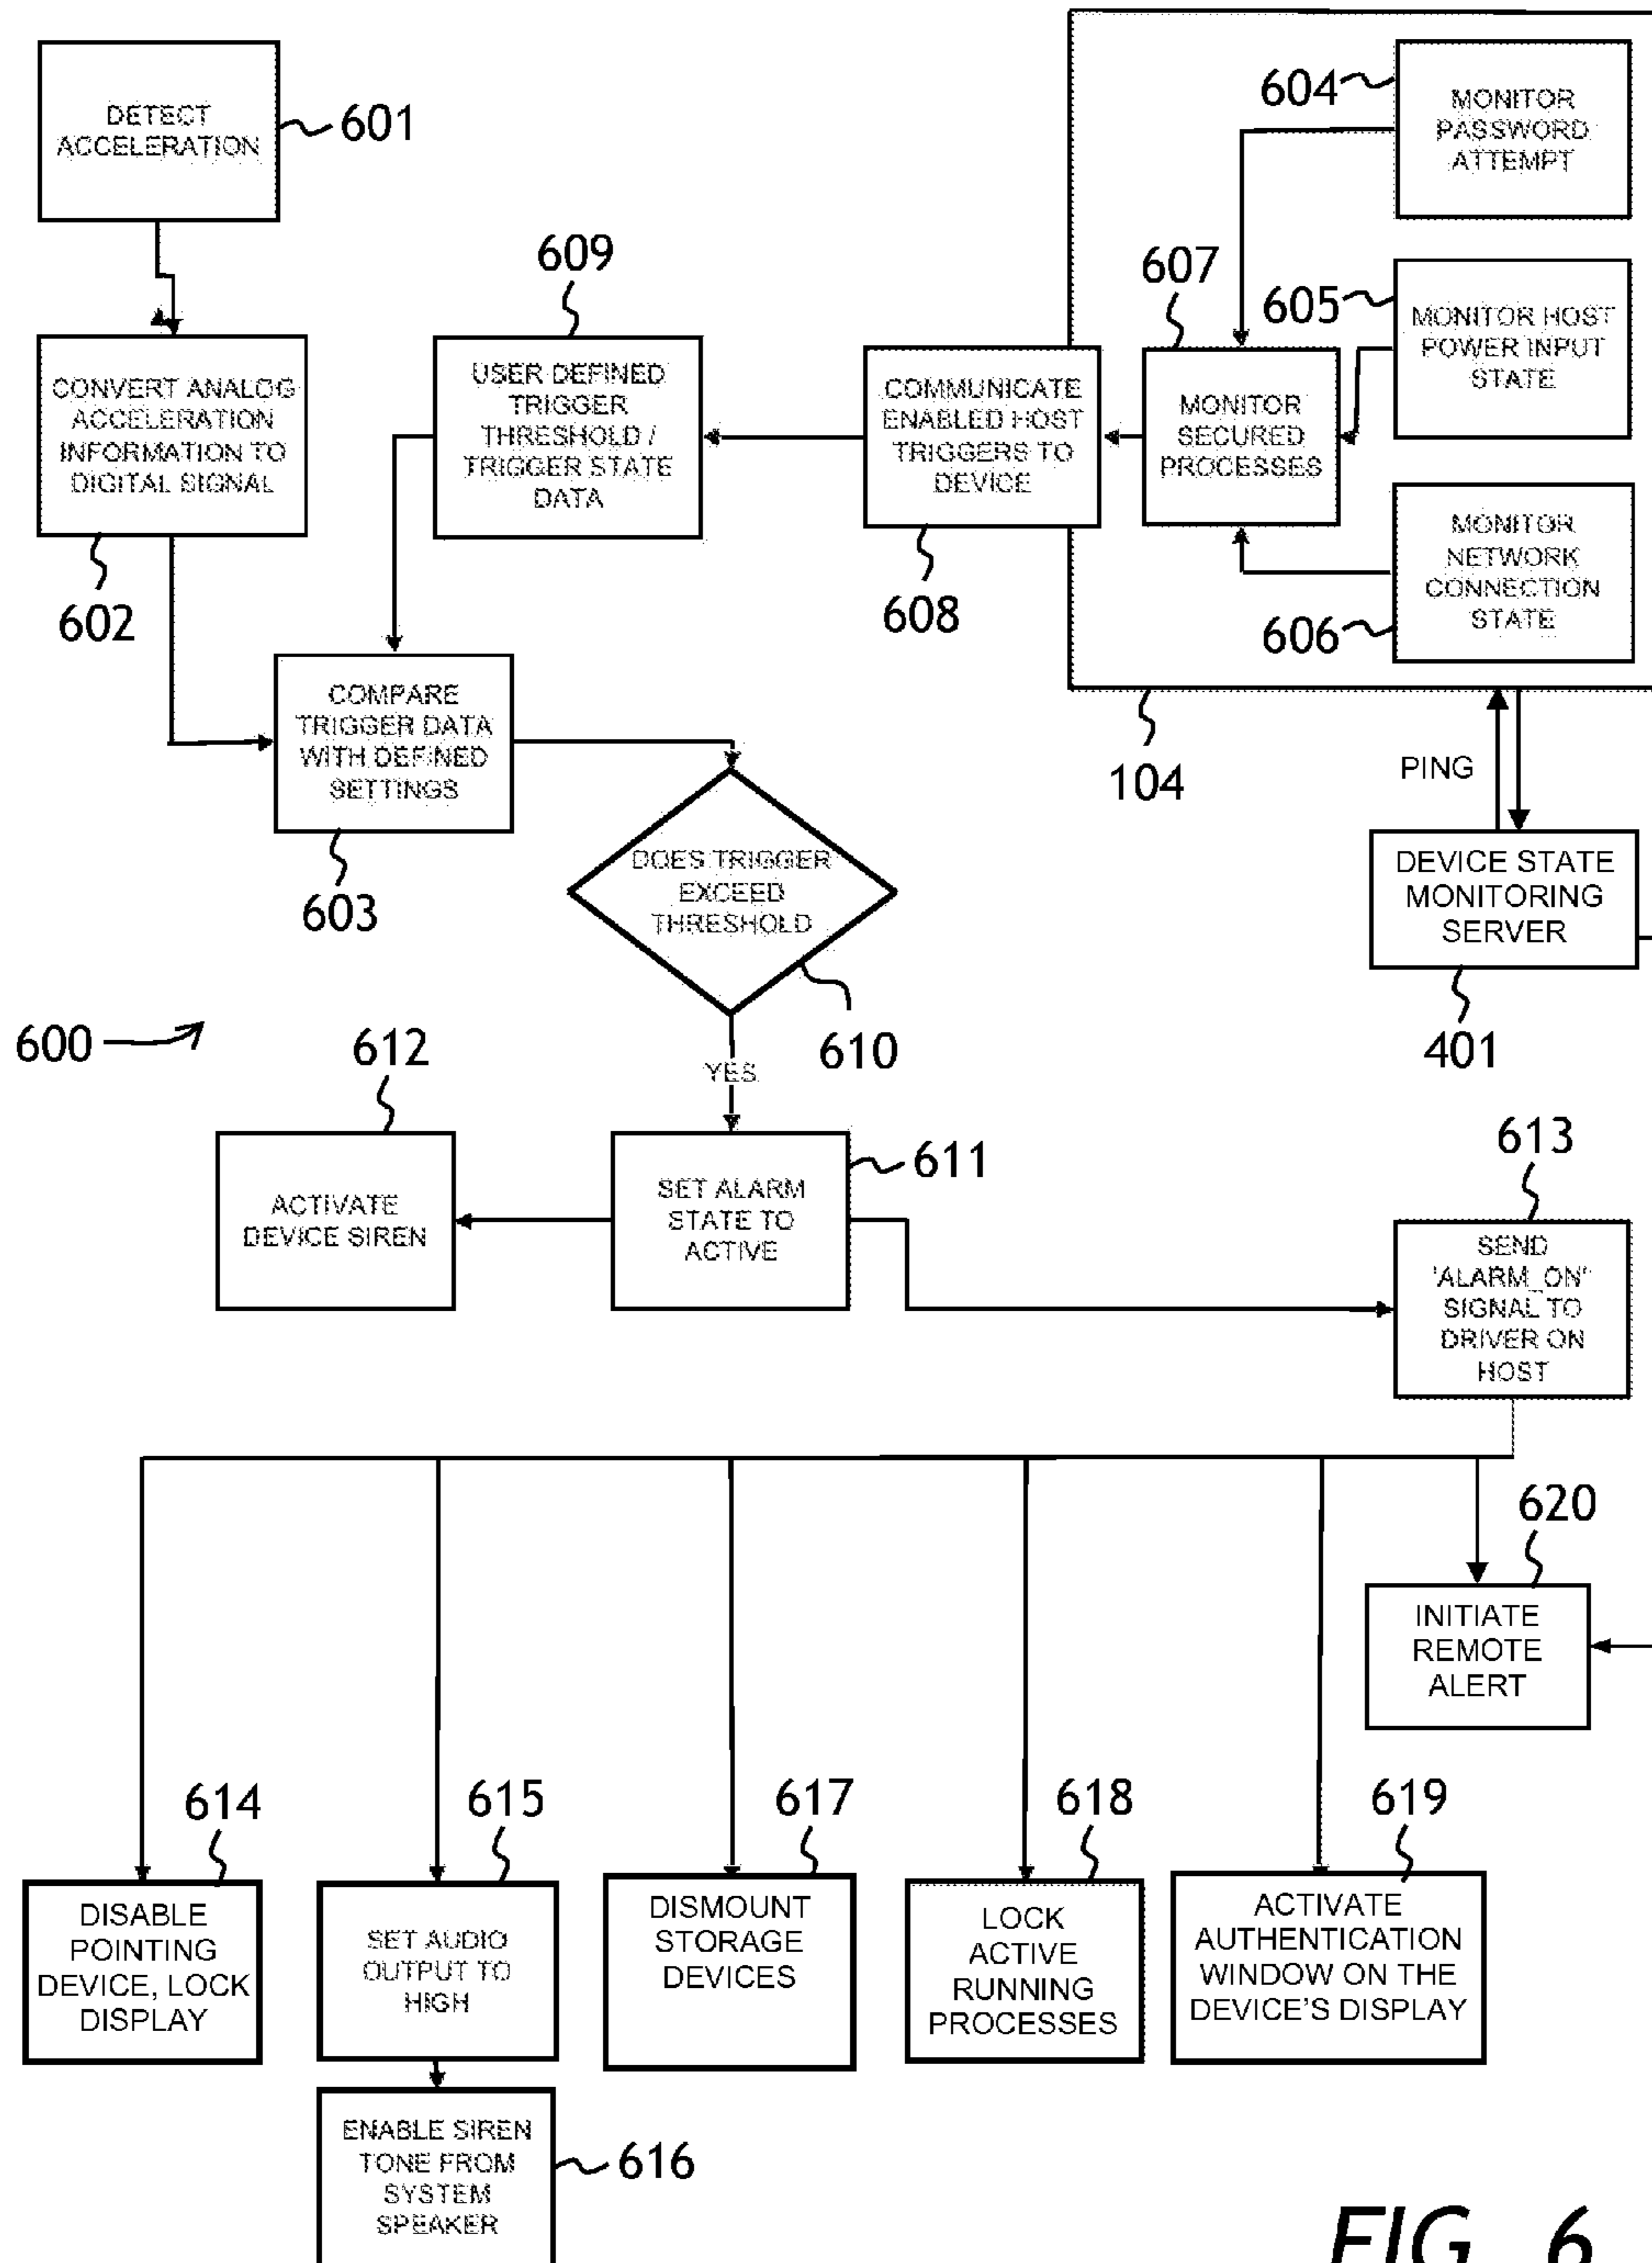 DETECT
ACCELERATION
601
604
MONITOR
PASSWORD
ATTEMPT
609
607
605
MONITOR HOST
POWER INPUT
STATE
CONVERT ANALOG
ACCELERATION
INFORMATION TO
DIGITAL SIGNAL
602
USER DEFINED
TRIGGER
THRESHOLD /
TRIGGER STATE
DATA
COMMUNICATE
ENABLED HOST
TRIGGERS TO
DEVICE
608
MONITOR
SECURED
PROCESSES
MONITOR
NETWORK
CONNECTION
STATE
606
COMPARE
TRIGGER DATA
WITH DEFINED
SETTINGS
603
104
PING
DOES TRIGGER
EXCEED
THRESHOLD
610
DEVICE STATE
MONITORING
SERVER
401
600
612
YES
ACTIVATE
DEVICE SIREN
SET ALARM
STATE TO
ACTIVE
611
613
SEND
'ALARM_ON'
SIGNAL TO
DRIVER ON
HOST
620
INITIATE
REMOTE
ALERT
614
615
617
618
619
DISABLE
POINTING
DEVICE, LOCK
DISPLAY
SET AUDIO
OUTPUT TO
HIGH
DISMOUNT
STORAGE
DEVICES
LOCK
ACTIVE
RUNNING
PROCESSES
ACTIVATE
AUTHENTICATION
WINDOW ON THE
DEVICE'S DISPLAY
ENABLE SIREN
TONE FROM
SYSTEM
SPEAKER
616
FIG. 6